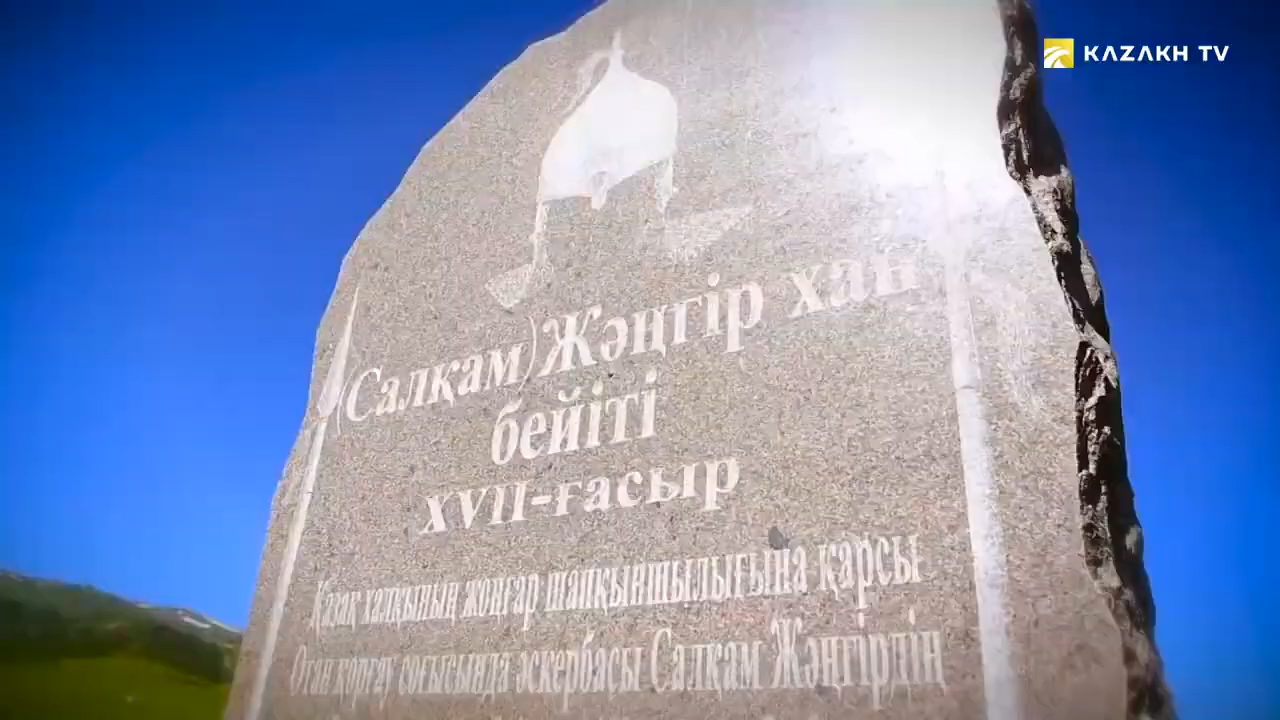 KAZAKH TV
(Салқам) Жәңгір хан
бейіті
XVII-ғасыр
Қазақ халқының жоңғар шапқыншылығына қарсы
Отан қорғау соғысында әскербасы Салқам Жәңгірдің